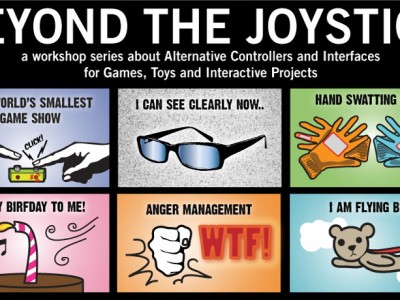 EYOND THE JOYSTIC
a workshop series about Alternative Controllers and Interfaces
for Games, Toys and Interactive Projects
WORLD'S SMALLEST
GAME SHOW
CLICK!
I CAN SEE CLEARLY NOW..
HAND SWATTING
Y BIRFDAY TO ME!
ANGER MANAGEMENT
WTF!
I AM FLYING B